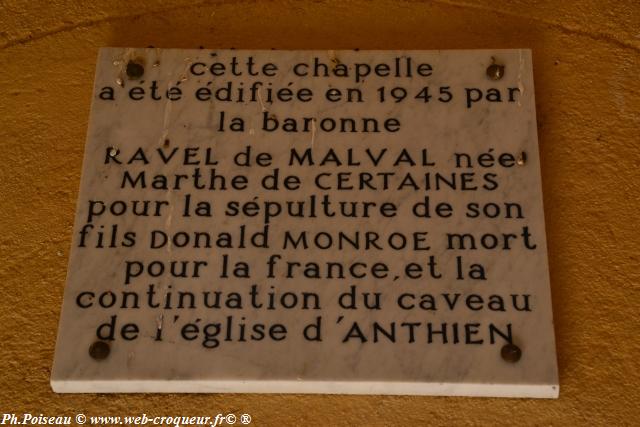 cette chapelle
a été édifiée en 1945 par
la baronne
RAVEL de MALVAL née
Marthe de CERTAINES
pour la sépulture de son
fils Donald MONROE mort
pour la france, et la
continuation du caveau
de l'église d'ANTHIEN
Ph.Poiseau © www-web-croqueur.fr© ®